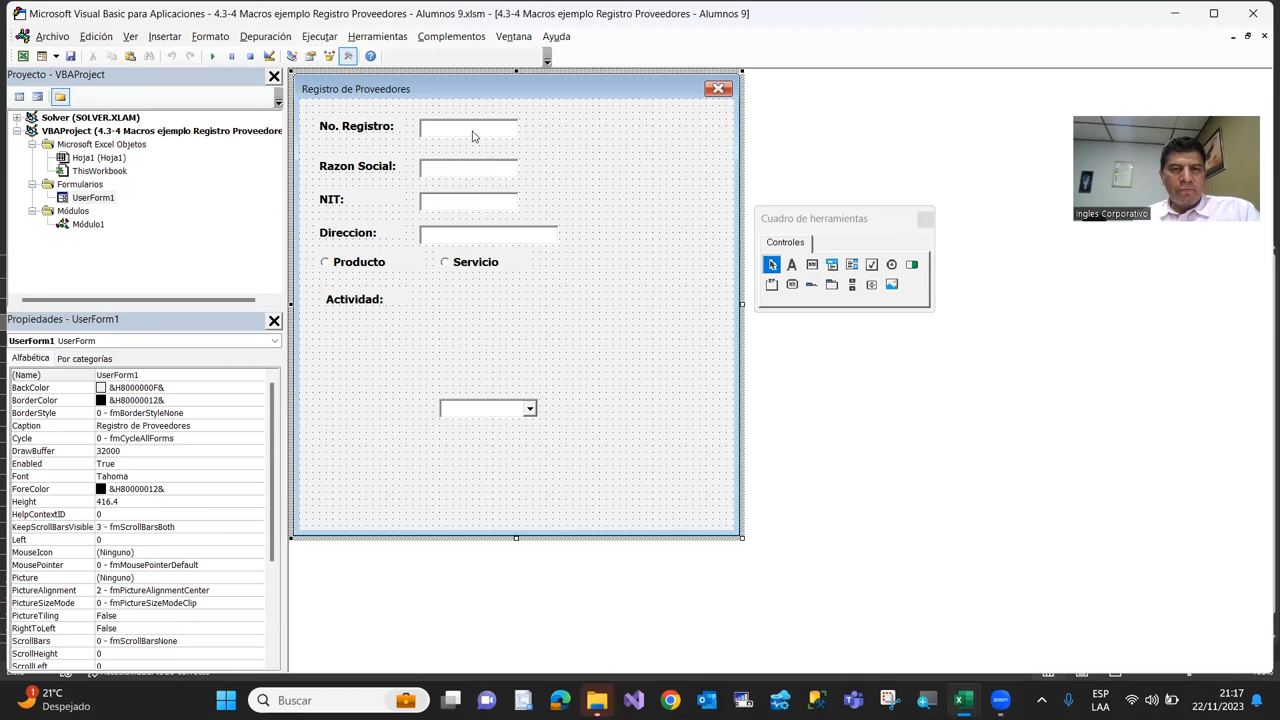 Microsoft Visual Basic para Aplicaciones - 4.3-4 Macros ejemplo Registro Proveedores - Alumnos 9.xlsm - [4.3-4 Macros ejemplo Registro Proveedores - Alumnos 9]
Archivo Edición Ver Insertar Formato Depuración Ejecutar Herramientas Complementos Ventana Ayuda
Proyecto - VBAProject
Solver (SOLVER.XLAM)
VBAProject (4.3-4 Macros ejemplo Registro Proveedore
Microsoft Excel Objetos
Hoja1 (Hoja1)
ThisWorkbook
Formularios
UserForm1
Módulos
Módulo1
Propiedades - UserForm1
UserForm1 UserForm
Alfabética Por categorías
(Name) UserForm1
BackColor &H8000000F&
BorderColor &H80000012&
BorderStyle 0 - fmBorderStyleNone
Caption Registro de Proveedores
Cycle 0 - fmCycleAllForms
DrawBuffer 32000
Enabled True
Font Tahoma
ForeColor &H80000012&
Height 416.4
HelpContextID 0
KeepScrollBarsVisible 3 - fmScrollBarsBoth
Left 0
MouseIcon (Ninguno)
MousePointer 0 - fmMousePointerDefault
Picture (Ninguno)
PictureAlignment 2 - fmPictureAlignmentCenter
PictureSizeMode 0 - fmPictureSizeModeClip
PictureTiling False
RightToLeft False
ScrollBars 0 - fmScrollBarsNone
ScrollHeight 0
ScrollLeft 0
Registro de Proveedores
No. Registro:
Razon Social:
NIT:
Direccion:
Producto Servicio
Actividad:
Cuadro de herramientas
Controles
Ingles Corporativo
21°C
Despejado
Buscar
ESP
LAA
21:17
22/11/2023